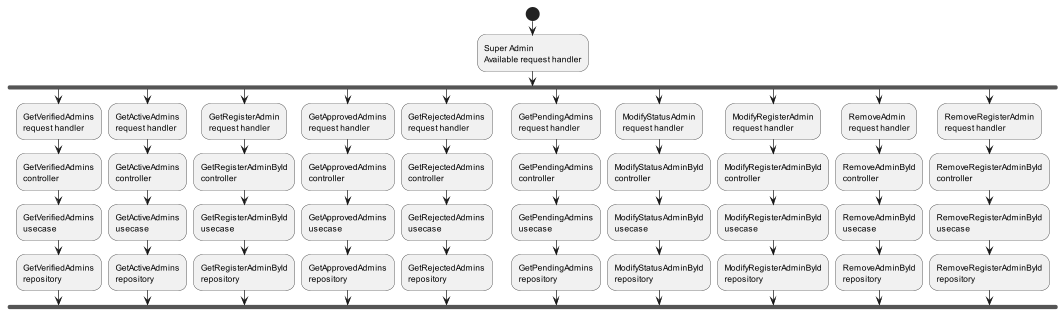 Super Admin
Available request handler
GetVerifiedAdmins
request handler
GetActiveAdmins
request handler
GetRegisterAdmin
request handler
GetApprovedAdmins
request handler
GetRejectedAdmins
request handler
GetPendingAdmins
request handler
ModifyStatusAdmin
request handler
ModifyRegisterAdmin
request handler
RemoveAdmin
request handler
RemoveRegisterAdmin
request handler
GetVerifiedAdmins
controller
GetActiveAdmins
controller
GetRegisterAdminById
controller
GetApprovedAdmins
controller
GetRejectedAdmins
controller
GetPendingAdmins
controller
ModifyStatusAdminById
controller
ModifyRegisterAdminById
controller
RemoveAdminById
controller
RemoveRegisterAdminById
controller
GetVerifiedAdmins
usecase
GetActiveAdmins
usecase
GetRegisterAdminById
usecase
GetApprovedAdmins
usecase
GetRejectedAdmins
usecase
GetPendingAdmins
usecase
ModifyStatusAdminById
usecase
ModifyRegisterAdminById
usecase
RemoveAdminById
usecase
RemoveRegisterAdminById
usecase
GetVerifiedAdmins
repository
GetActiveAdmins
repository
GetRegisterAdminById
repository
GetApprovedAdmins
repository
GetRejectedAdmins
repository
GetPendingAdmins
repository
ModifyStatusAdminById
repository
ModifyRegisterAdminById
repository
RemoveAdminById
repository
RemoveRegisterAdminById
repository